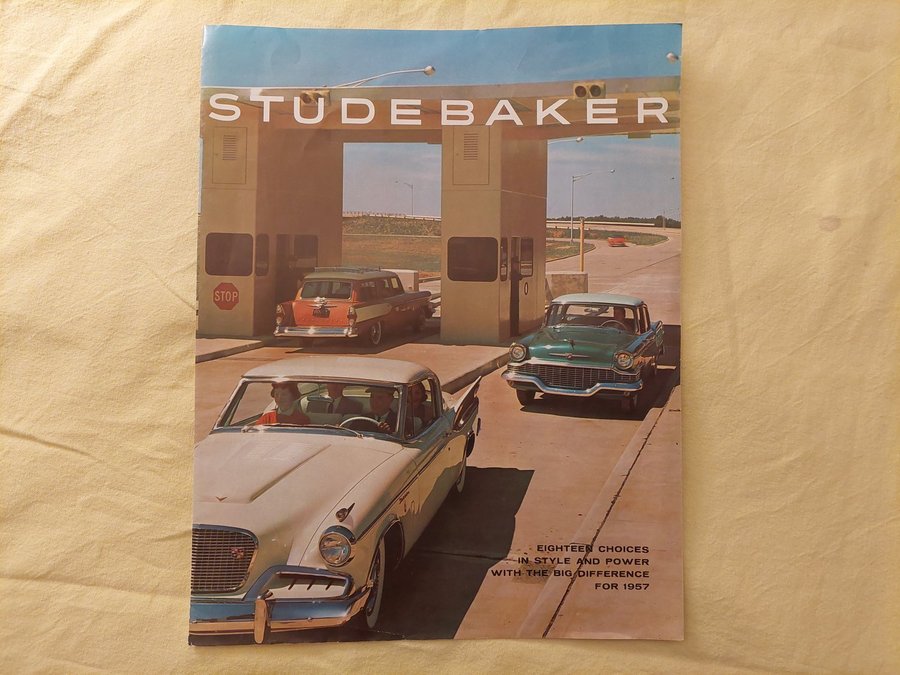 STUDEBAKER
STOP
EIGHTEEN CHOICES
IN STYLE AND POWER
WITH THE BIG DIFFERENCE
FOR 1957